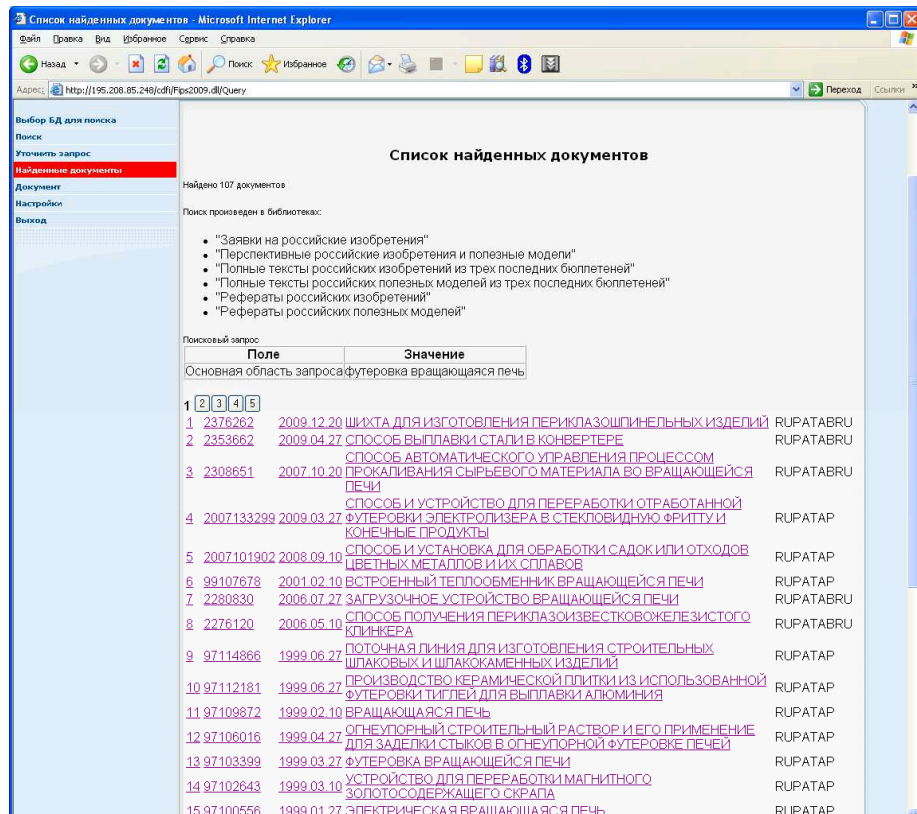 Список найденных документов - Microsoft Internet Explorer
Файл Правка Вид Избранное Сервис Справка
Назад Поиск Избранное
Адрес: http://195.208.85.248/cdfi/Fips2009.dll/Query Переход Ссылки »
Выбор БД для поиска
Поиск
Уточнить запрос
Найденные документы
Документ
Настройки
Выход
Список найденных документов
Найдено 107 документов
Поиск произведен в библиотеках:
• "Заявки на российские изобретения"
• "Перспективные российские изобретения и полезные модели"
• "Полные тексты российских изобретений из трех последних бюллетеней"
• "Полные тексты российских полезных моделей из трех последних бюллетеней"
• "Рефераты российских изобретений"
• "Рефераты российских полезных моделей"
Поисковый запрос
Поле Значение
Основная область запроса футеровка вращающаяся печь
1 2 3 4 5
1 2376262 2009.12.20 ШИХТА ДЛЯ ИЗГОТОВЛЕНИЯ ПЕРИКЛАЗОШПИНЕЛЬНЫХ ИЗДЕЛИЙ RUPATABRU
2 2353662 2009.04.27 СПОСОБ ВЫПЛАВКИ СТАЛИ В КОНВЕРТЕРЕ RUPATABRU
СПОСОБ АВТОМАТИЧЕСКОГО УПРАВЛЕНИЯ ПРОЦЕССОМ
3 2308651 2007.10.20 ПРОКАЛИВАНИЯ СЫРЬЕВОГО МАТЕРИАЛА ВО ВРАЩАЮЩЕЙСЯ RUPATABRU
ПЕЧИ
СПОСОБ И УСТРОЙСТВО ДЛЯ ПЕРЕРАБОТКИ ОТРАБОТАННОЙ
4 2007133299 2009.03.27 ФУТЕРОВКИ ЭЛЕКТРОЛИЗЕРА В СТЕКЛОВИДНУЮ ФРИТТУ И RUPATAP
КОНЕЧНЫЕ ПРОДУКТЫ
5 2007101902 2008.09.10 СПОСОБ И УСТАНОВКА ДЛЯ ОБРАБОТКИ САДОК ИЛИ ОТХОДОВ RUPATAP
ЦВЕТНЫХ МЕТАЛЛОВ И ИХ СПЛАВОВ
6 99107678 2001.02.10 ВСТРОЕННЫЙ ТЕПЛООБМЕННИК ВРАЩАЮЩЕЙСЯ ПЕЧИ RUPATAP
7 2280830 2006.07.27 ЗАГРУЗОЧНОЕ УСТРОЙСТВО ВРАЩАЮЩЕЙСЯ ПЕЧИ RUPATABRU
8 2276120 2006.05.10 СПОСОБ ПОЛУЧЕНИЯ ПЕРИКЛАЗОИЗВЕСТКОВОЖЕЛЕЗИСТОГО RUPATABRU
КЛИНКЕРА
9 97114866 1999.06.27 ПОТОЧНАЯ ЛИНИЯ ДЛЯ ИЗГОТОВЛЕНИЯ СТРОИТЕЛЬНЫХ RUPATAP
ШЛАКОВЫХ И ШЛАКОКАМЕННЫХ ИЗДЕЛИЙ
10 97112181 1999.06.27 ПРОИЗВОДСТВО КЕРАМИЧЕСКОЙ ПЛИТКИ ИЗ ИСПОЛЬЗОВАННОЙ RUPATAP
ФУТЕРОВКИ ТИГЛЕЙ ДЛЯ ВЫПЛАВКИ АЛЮМИНИЯ
11 97109872 1999.02.10 ВРАЩАЮЩАЯСЯ ПЕЧЬ RUPATAP
12 97106016 1999.04.27 ОГНЕУПОРНЫЙ СТРОИТЕЛЬНЫЙ РАСТВОР И ЕГО ПРИМЕНЕНИЕ RUPATAP
ДЛЯ ЗАДЕЛКИ СТЫКОВ В ОГНЕУПОРНОЙ ФУТЕРОВКЕ ПЕЧЕЙ
13 97103399 1999.03.27 ФУТЕРОВКА ВРАЩАЮЩЕЙСЯ ПЕЧИ RUPATAP
14 97102643 1999.03.10 УСТРОЙСТВО ДЛЯ ПЕРЕРАБОТКИ МАГНИТНОГО RUPATAP
ЗОЛОТОСОДЕРЖАЩЕГО СКРАПА
15 97100556 1999.01.27 ЭЛЕКТРИЧЕСКАЯ ВРАЩАЮЩАЯСЯ ПЕЧЬ RUPATAP